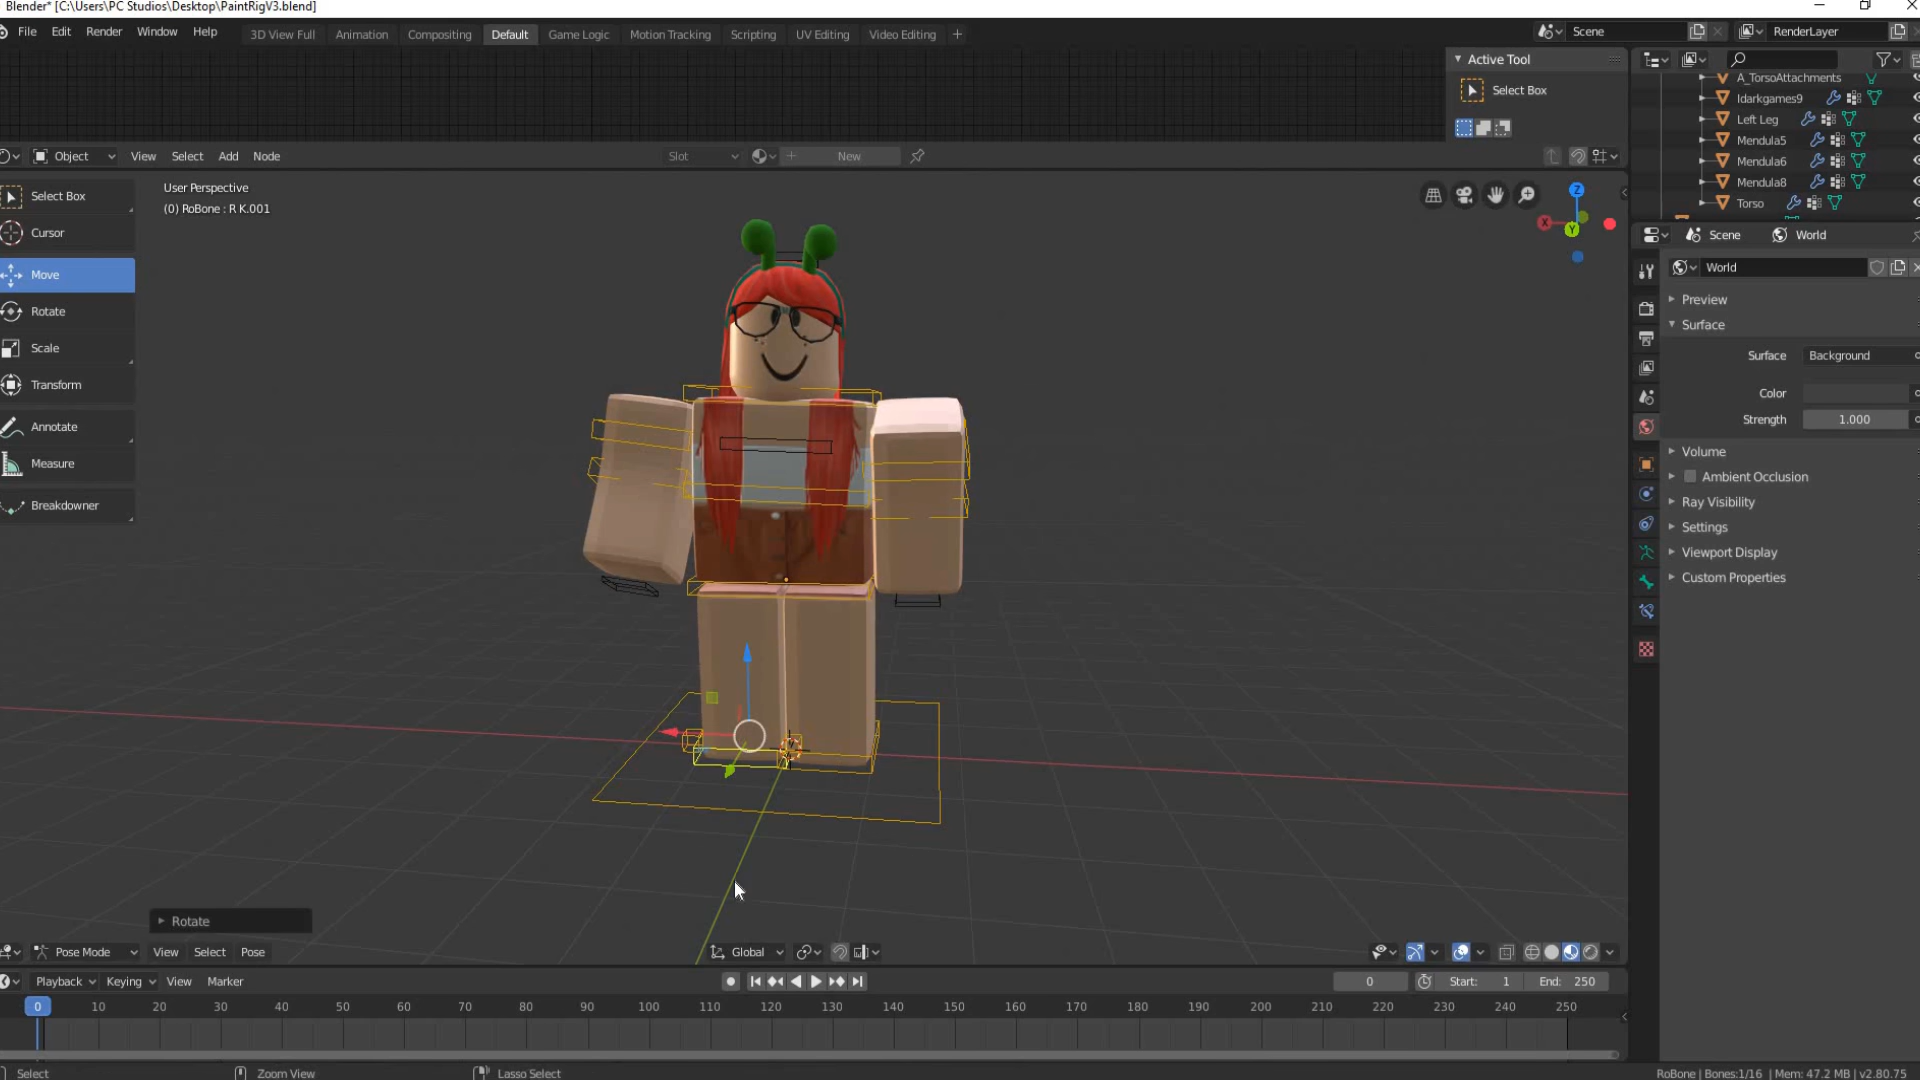 Blender* [C:\Users\PC Studios\Desktop\PaintRigV3.blend]
File Edit Render Window Help
3D View Full Animation Compositing Default Game Logic Motion Tracking Scripting UV Editing Video Editing +
Scene
RenderLayer
Active Tool
Select Box
A_TorsoAttachments
Idarkgames9
Left Leg
Mendula5
Mendula6
Mendula8
Torso
Object View Select Add Node
Slot
New
Select Box
Cursor
Move
Rotate
Scale
Transform
Annotate
Measure
Breakdowner
User Perspective
(0) RoBone : R K.001
Z
X
Y
Scene World
World
Preview
Surface
Surface Background
Color
Strength 1.000
Volume
Ambient Occlusion
Ray Visibility
Settings
Viewport Display
Custom Properties
Rotate
Pose Mode View Select Pose
Global
Playback Keying View Marker
0 Start: 1 End: 250
0 10 20 30 40 50 60 70 80 90 100 110 120 130 140 150 160 170 180 190 200 210 220 230 240 250
Select Zoom View Lasso Select
RoBone | Bones:1/16 | Mem: 47.2 MB | v2.80.75